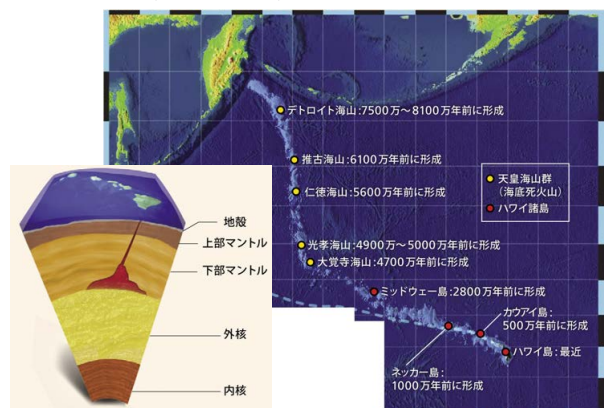 デトロイト海山:7500万～8100万年前に形成
推古海山:6100万年前に形成
仁徳海山:5600万年前に形成
天皇海山群
(海底死火山)
ハワイ諸島
光孝海山:4900万～5000万年前に形成
大覚寺海山:4700万年前に形成
ミッドウェー島:2800万年前に形成
カウアイ島:
500万年前に形成
ハワイ島:最近
ネッカー島:
1000万年前に形成
地殻
上部マントル
下部マントル
外核
内核